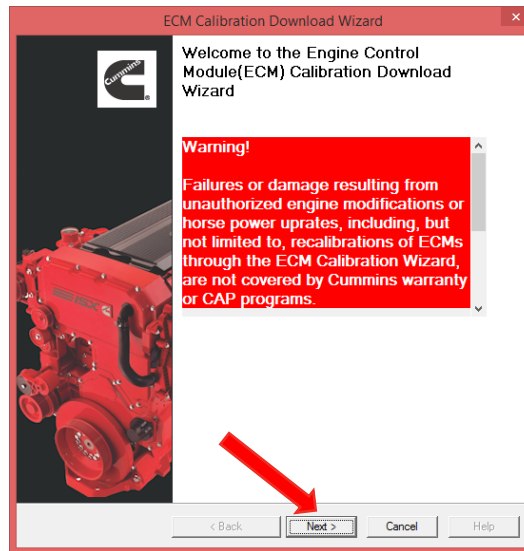 ECM Calibration Download Wizard
Cummins
Welcome to the Engine Control
Module(ECM) Calibration Download
Wizard
Warning!
Failures or damage resulting from
unauthorized engine modifications or
horse power uprates, including, but
not limited to, recalibrations of ECMs
through the ECM Calibration Wizard,
are not covered by Cummins warranty
or CAP programs.
ISX
< Back
Next >
Cancel
Help